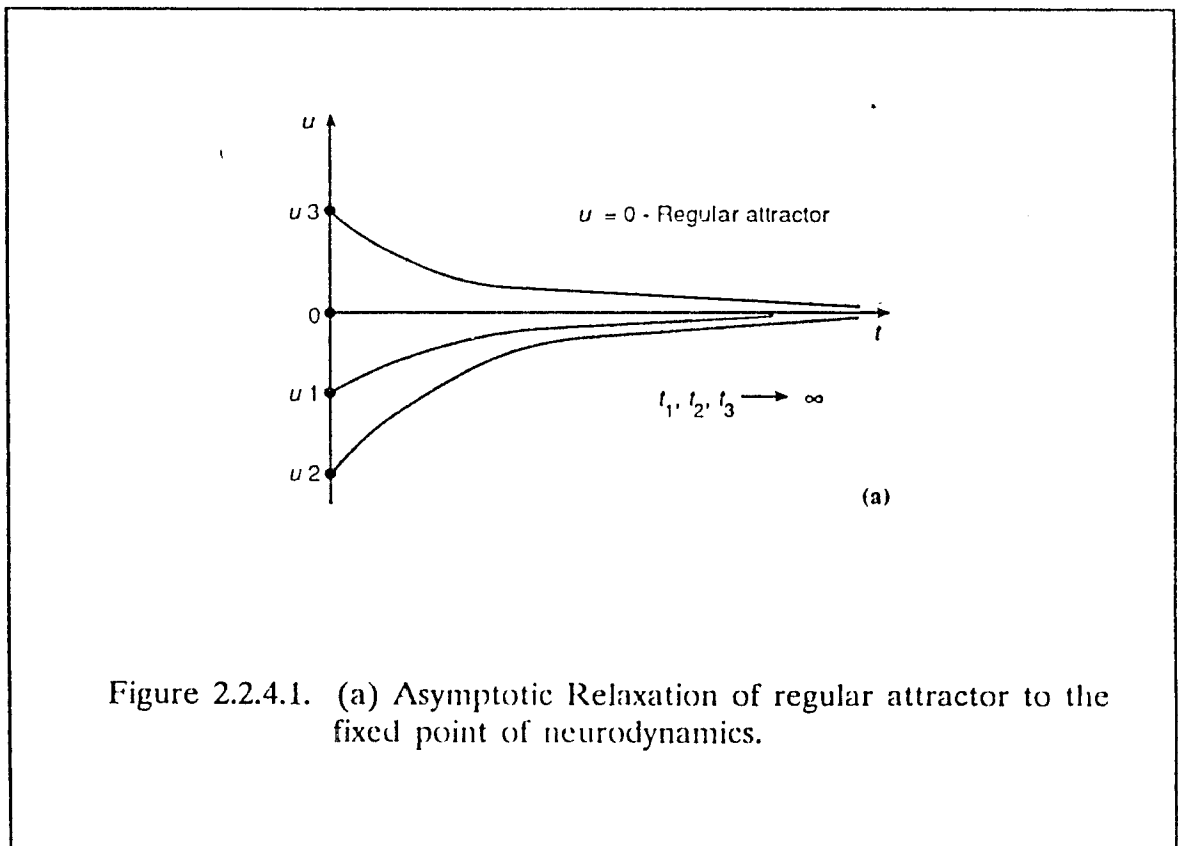 u
u 3
u = 0 - Regular attractor
0
t
u 1
t1, t2, t3 → ∞
u 2
(a)
Figure 2.2.4.1. (a) Asymptotic Relaxation of regular attractor to the
fixed point of neurodynamics.